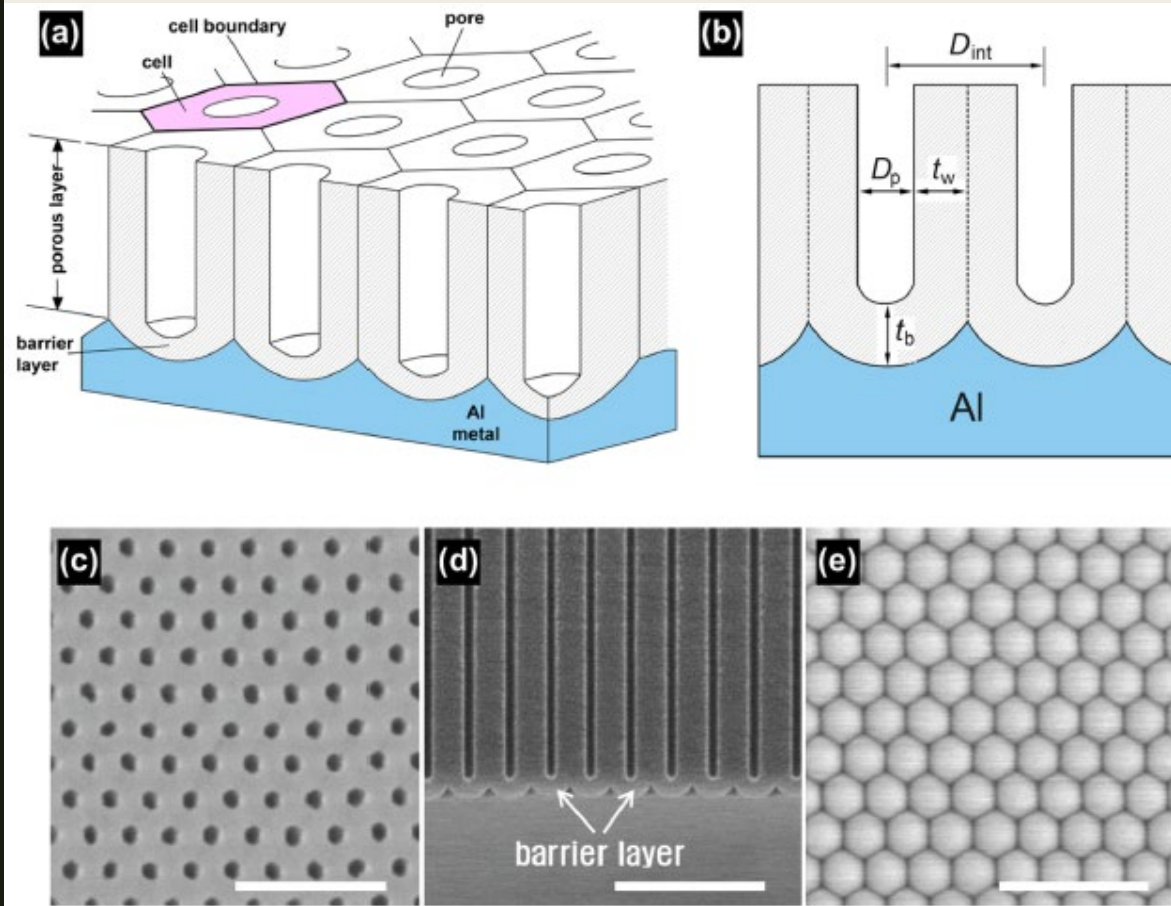 (a)
cell boundary
pore
cell
porous layer
barrier
layer
Al
metal
(b)
D_int
D_p
t_w
t_b
Al
(c)
(d)
barrier layer
(e)